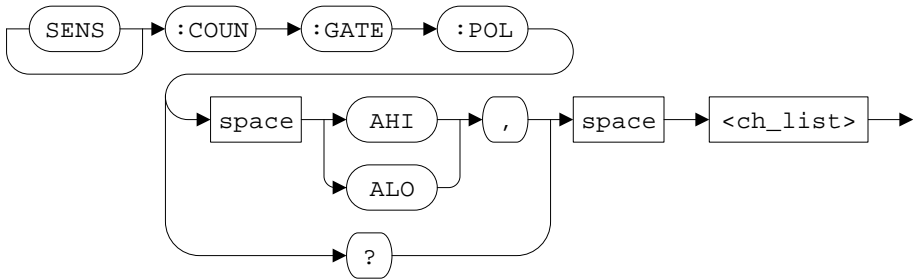 SENS :COUN :GATE :POL
space AHI , space <ch_list>
ALO
?